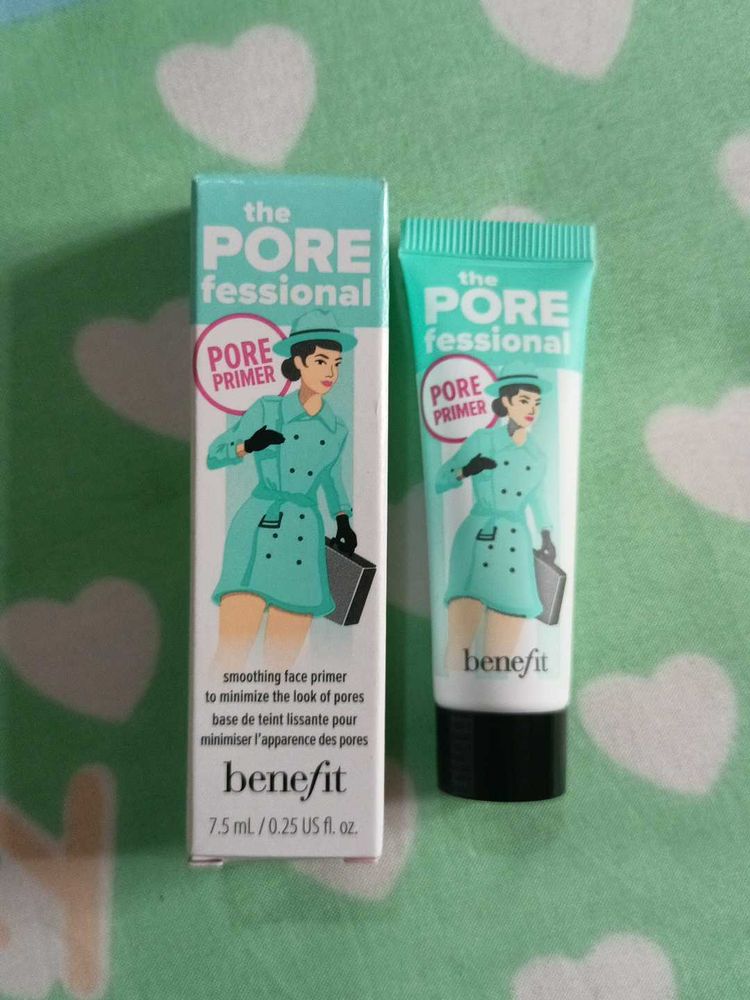 the
PORE
fessional
PORE
PRIMER
smoothing face primer
to minimize the look of pores
base de teint lissante pour
minimiser l'apparence des pores
benefit
7.5 mL / 0.25 US fl. oz.
the
PORE
fessional
PORE
PRIMER
benefit